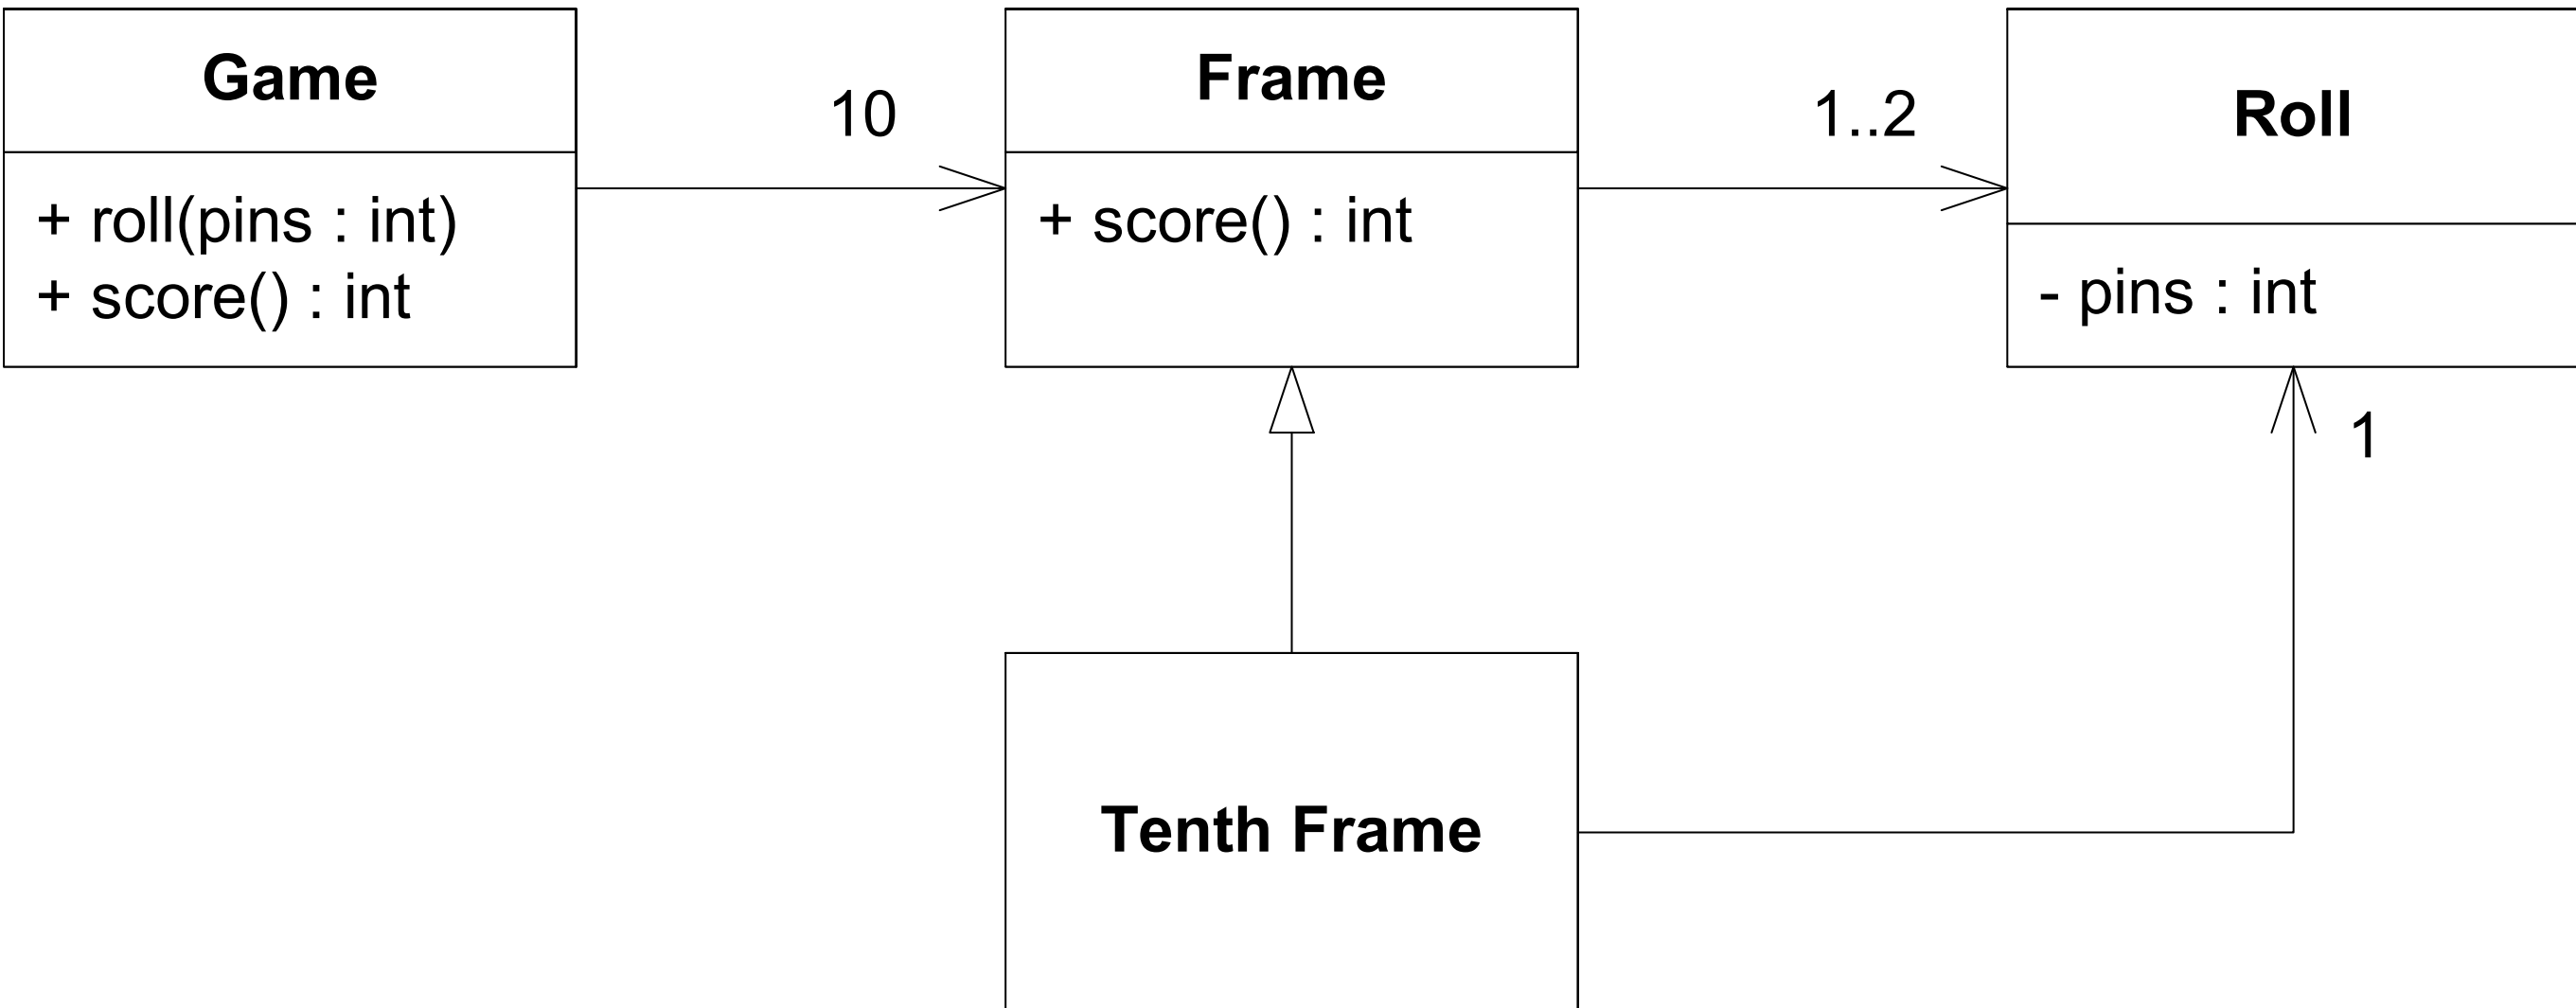 Game
+ roll(pins : int)
+ score() : int
10
Frame
+ score() : int
1..2
Roll
- pins : int
1
Tenth Frame